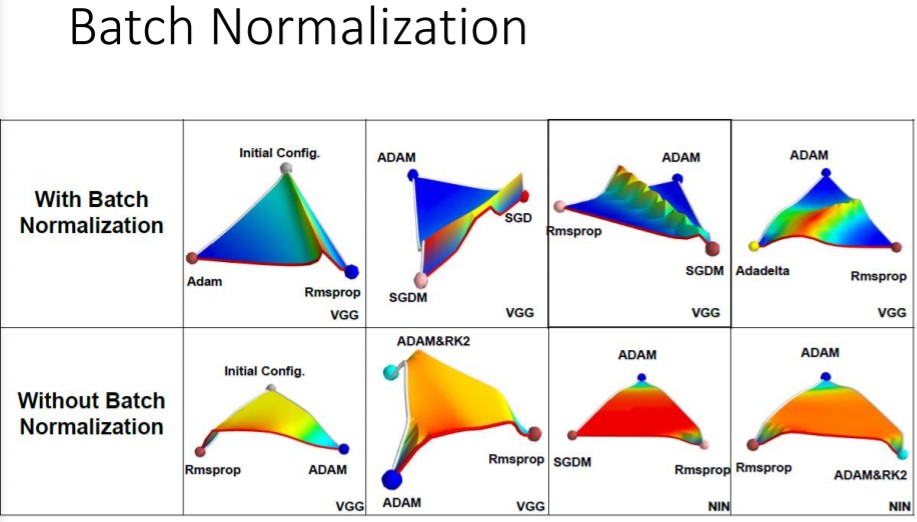 Batch Normalization
With Batch
Normalization
Initial Config.
Adam
Rmsprop
VGG
ADAM
SGD
SGDM
VGG
ADAM
Rmsprop
SGDM
VGG
ADAM
Adadelta
Rmsprop
VGG
Without Batch
Normalization
Initial Config.
Rmsprop
ADAM
VGG
ADAM&RK2
Rmsprop
ADAM
VGG
ADAM
SGDM
Rmsprop
NIN
ADAM
Rmsprop
ADAM&RK2
NIN